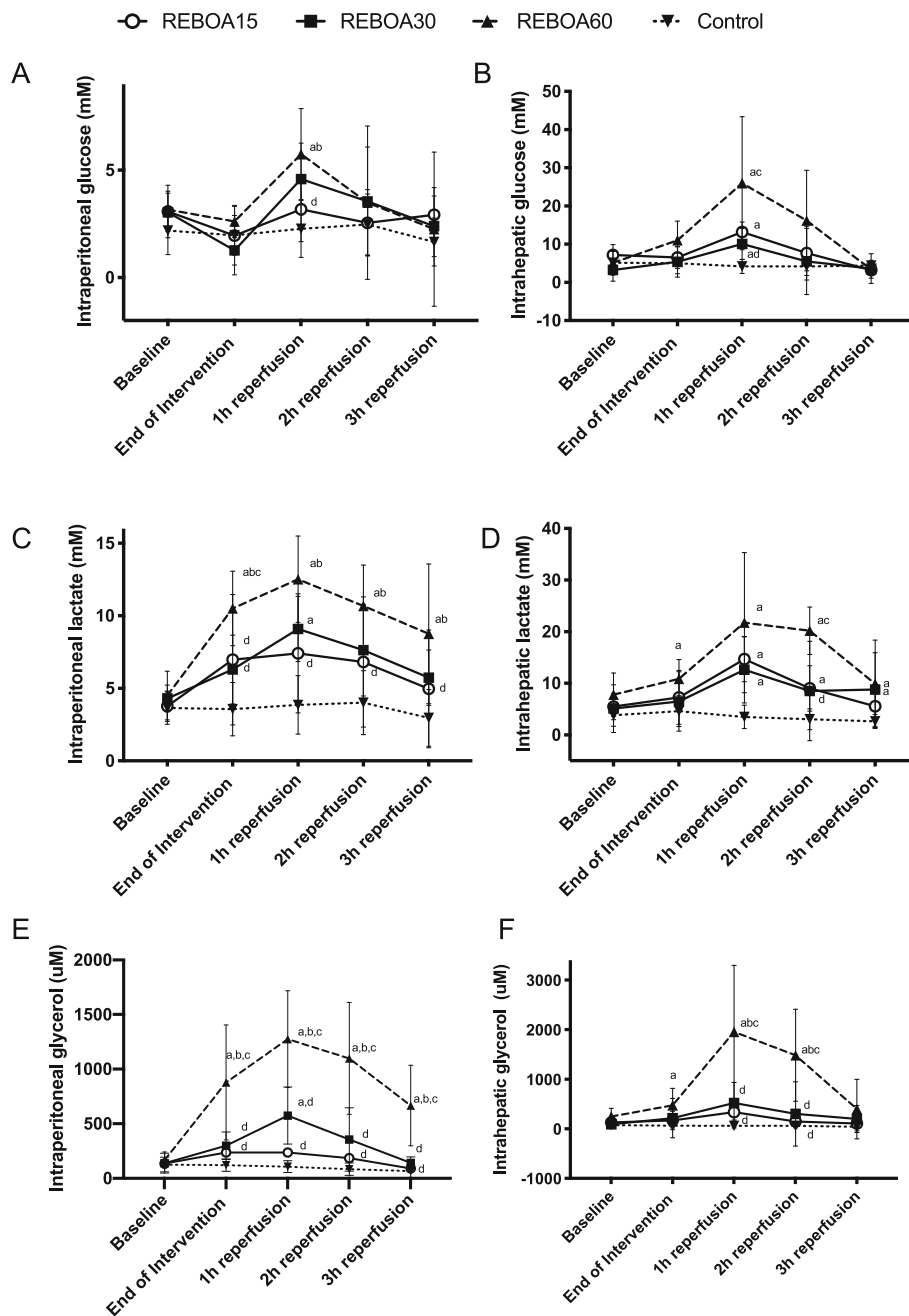 REBOA15 REBOA30 REBOA60 Control
A
Intraperitoneal glucose (mM)
5
0
ab
d
Baseline
End of Intervention
1h reperfusion
2h reperfusion
3h reperfusion
B
Intrahepatic glucose (mM)
50
40
30
20
10
0
-10
ac
a
ad
Baseline
End of Intervention
1h reperfusion
2h reperfusion
3h reperfusion
C
Intraperitoneal lactate (mM)
15
10
5
0
abc
ab
ab
ab
d
a
d
d
d
Baseline
End of Intervention
1h reperfusion
2h reperfusion
3h reperfusion
D
Intrahepatic lactate (mM)
40
30
20
10
0
a
a
ac
a
a
d
d
a
a
Baseline
End of Intervention
1h reperfusion
2h reperfusion
3h reperfusion
E
Intraperitoneal glycerol (uM)
2000
1500
1000
500
0
a,b,c
a,b,c
a,b,c
a,b,c
d
a,d
d
d
d
d
Baseline
End of Intervention
1h reperfusion
2h reperfusion
3h reperfusion
F
Intrahepatic glycerol (uM)
3000
2000
1000
0
-1000
a
abc
abc
d
d
d
d
Baseline
End of Intervention
1h reperfusion
2h reperfusion
3h reperfusion